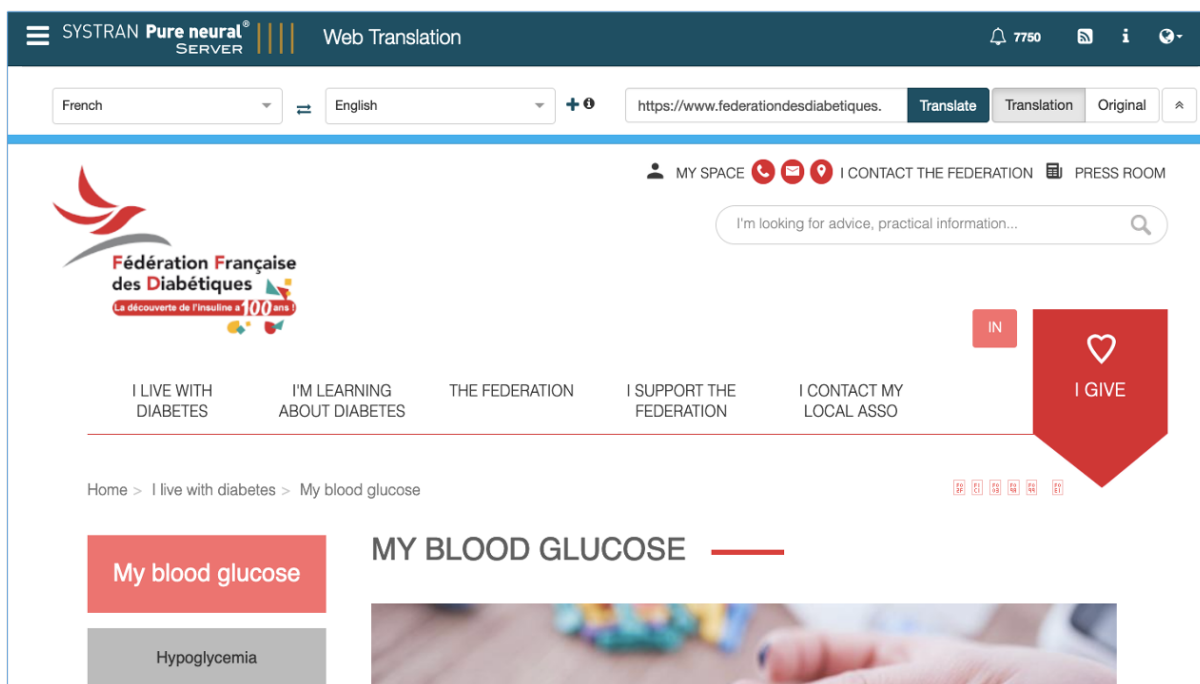 SYSTRAN Pure neural® SERVER
Web Translation
7750
French
English
https://www.federationdesdiabetiques.
Translate
Translation
Original
MY SPACE
I CONTACT THE FEDERATION
PRESS ROOM
I'm looking for advice, practical information...
Fédération Française
des Diabétiques
La découverte de l'insuline a 100 ans !
IN
I GIVE
I LIVE WITH
DIABETES
I'M LEARNING
ABOUT DIABETES
THE FEDERATION
I SUPPORT THE
FEDERATION
I CONTACT MY
LOCAL ASSO
Home > I live with diabetes > My blood glucose
My blood glucose
MY BLOOD GLUCOSE
Hypoglycemia